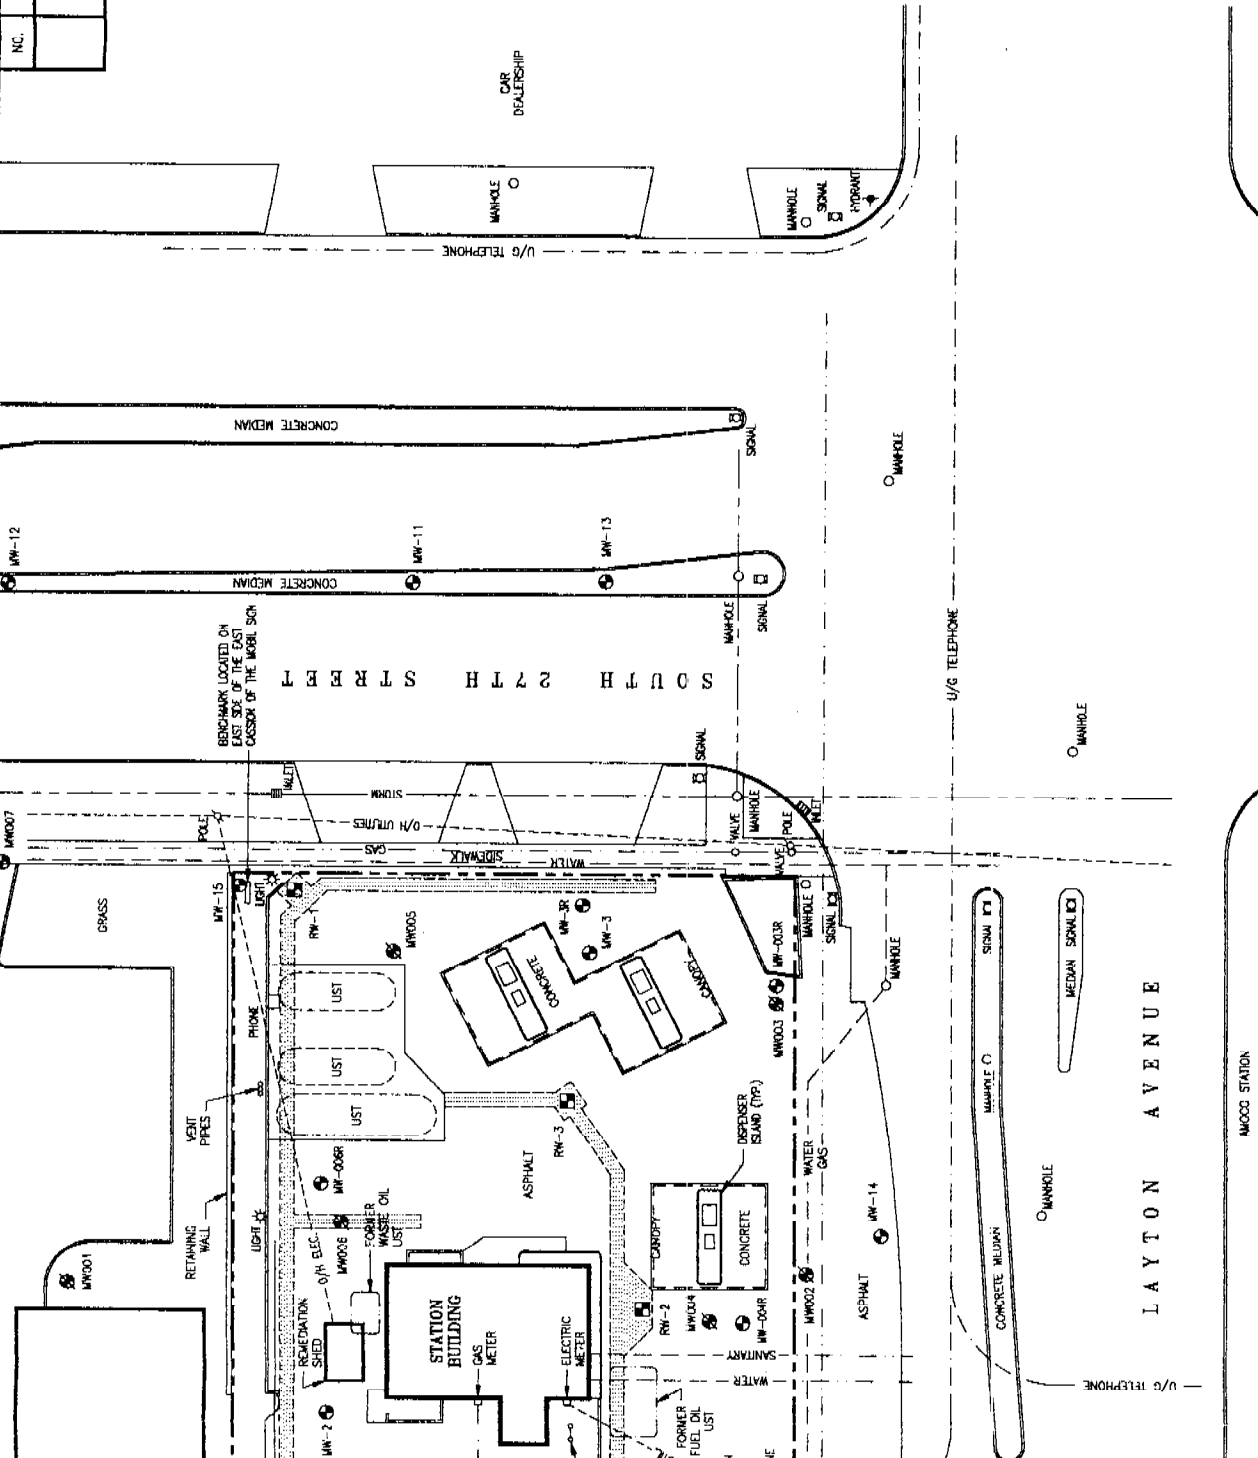 NO.
CAR
DEALERSHIP
MANHOLE
MANHOLE
SIGNAL
HYDRANT
U/G TELEPHONE
CONCRETE MEDIAN
SIGNAL
MANHOLE
MW-12
MW-11
MW-13
CONCRETE MEDIAN
MANHOLE
SIGNAL
U/G TELEPHONE
BENCHMARK LOCATED ON
EAST SIDE OF THE EAST
CASSION OF THE MOBIL SIGN
SOUTH 27TH STREET
SIGNAL
MANHOLE
MW007
POLE
INLET
STORM
O/H UTILITIES
GAS
SIDEWALK
WATER
VALVE
MANHOLE
POLE
INLET
VALVE
GRASS
MW-15
LIGHT
RW-1
MW005
MW-3R
MW-3
MW-003R
MANHOLE
SIGNAL
MANHOLE
SIGNAL
MEDIAN SIGNAL
UST
PHONE
CONCRETE
CANOPY
MW003
UST
UST
VENT
PIPES
RW-3
DISPENSER
ISLAND (TYP.)
MANHOLE
LAYTON AVENUE
AMOCO STATION
RETAINING
WALL
LIGHT
MW-006R
MW006
FORMER
WASTE OIL
UST
ASPHALT
CANOPY
CONCRETE
WATER
GAS
MW-14
MANHOLE
MW001
O/H ELEC.
REMEDIATION
SHED
STATION
BUILDING
GAS
METER
ELECTRIC
METER
RW-2
MW004
MW-004R
MW002
ASPHALT
CONCRETE MEDIAN
SANITARY
WATER
U/G TELEPHONE
MW-2
FORMER
FUEL OIL
UST